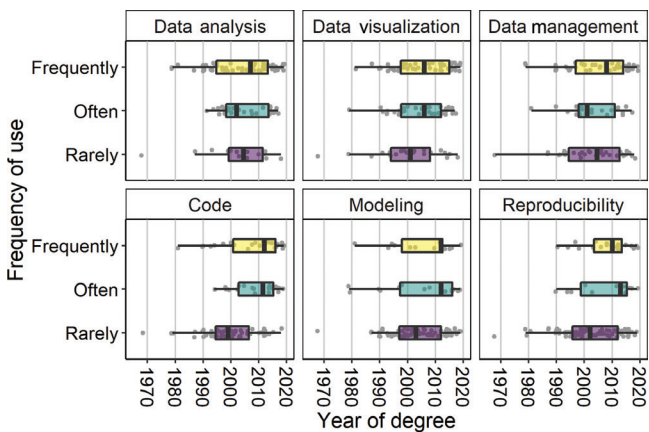 Data analysis
Data visualization
Data management
Frequently
Often
Rarely
Code
Modeling
Reproducibility
Frequently
Often
Rarely
Frequency of use
1970 1980 1990 2000 2010 2020
1970 1980 1990 2000 2010 2020
1970 1980 1990 2000 2010 2020
Year of degree